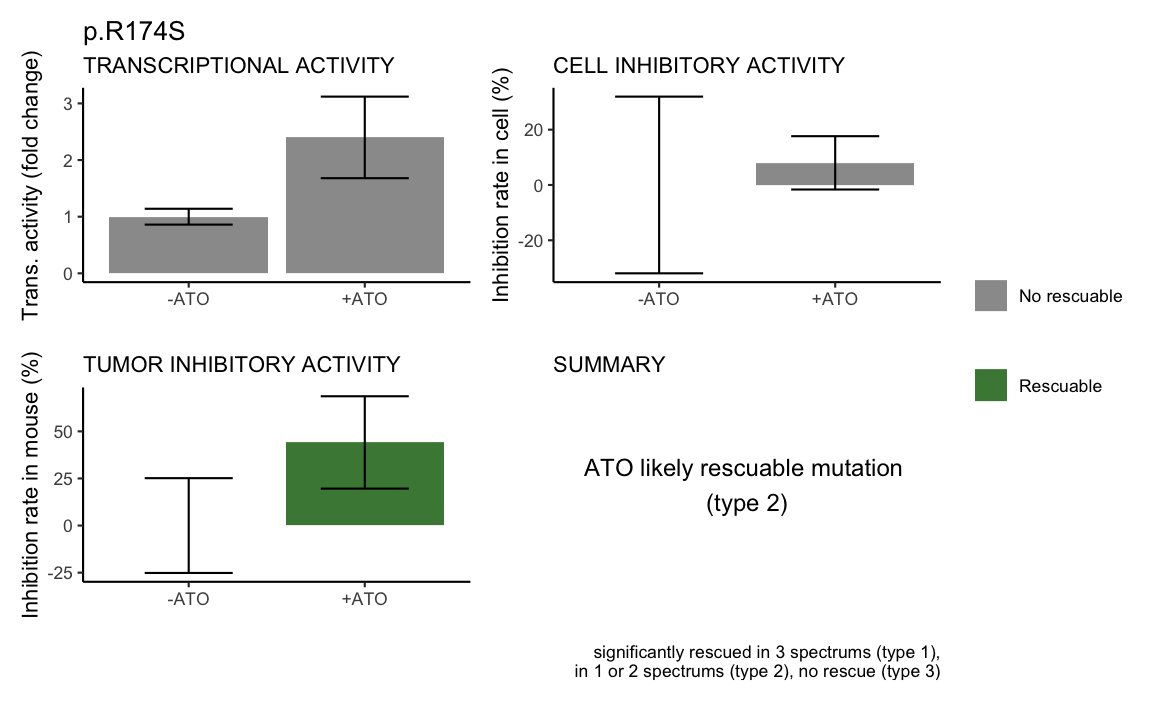 p.R174S
TRANSCRIPTIONAL ACTIVITY
Trans. activity (fold change)
3
2
1
0
-ATO
+ATO
CELL INHIBITORY ACTIVITY
Inhibition rate in cell (%)
20
0
-20
-ATO
+ATO
No rescuable
Rescuable
TUMOR INHIBITORY ACTIVITY
Inhibition rate in mouse (%)
50
25
0
-25
-ATO
+ATO
SUMMARY
ATO likely rescuable mutation
(type 2)
significantly rescued in 3 spectrums (type 1),
in 1 or 2 spectrums (type 2), no rescue (type 3)